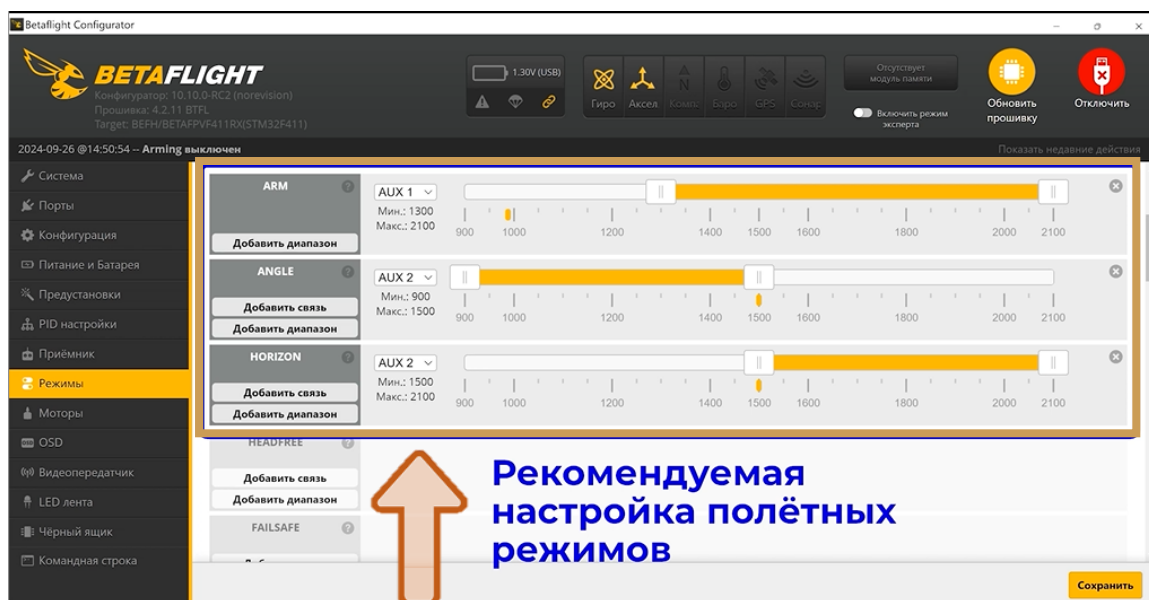 Betaflight Configurator
BETAFLIGHT
Конфигуратор: 10.10.0-RC2 (norevision)
Прошивка: 4.2.11 BTFL
Target: BEFH/BETAFPVF411RX(STM32F411)
1.30V (USB)
Гиро Аксел Комп. Баро GPS Сонар
Отсутствует
модуль памяти
Включить режим
эксперта
Обновить
прошивку
Отключить
2024-09-26 @14:50:54 -- Arming выключен
Показать недавние действия
Система
Порты
Конфигурация
Питание и Батарея
Предустановки
PID настройки
Приёмник
Режимы
Моторы
OSD
Видеопередатчик
LED лента
Чёрный ящик
Командная строка
ARM
Добавить диапазон
AUX 1
Мин.: 1300
Макс.: 2100
900 1000 1200 1400 1500 1600 1800 2000 2100
ANGLE
Добавить связь
Добавить диапазон
AUX 2
Мин.: 900
Макс.: 1500
900 1000 1200 1400 1500 1600 1800 2000 2100
HORIZON
Добавить связь
Добавить диапазон
AUX 2
Мин.: 1500
Макс.: 2100
900 1000 1200 1400 1500 1600 1800 2000 2100
HEADFREE
Добавить связь
Добавить диапазон
FAILSAFE
Рекомендуемая
настройка полётных
режимов
Сохранить